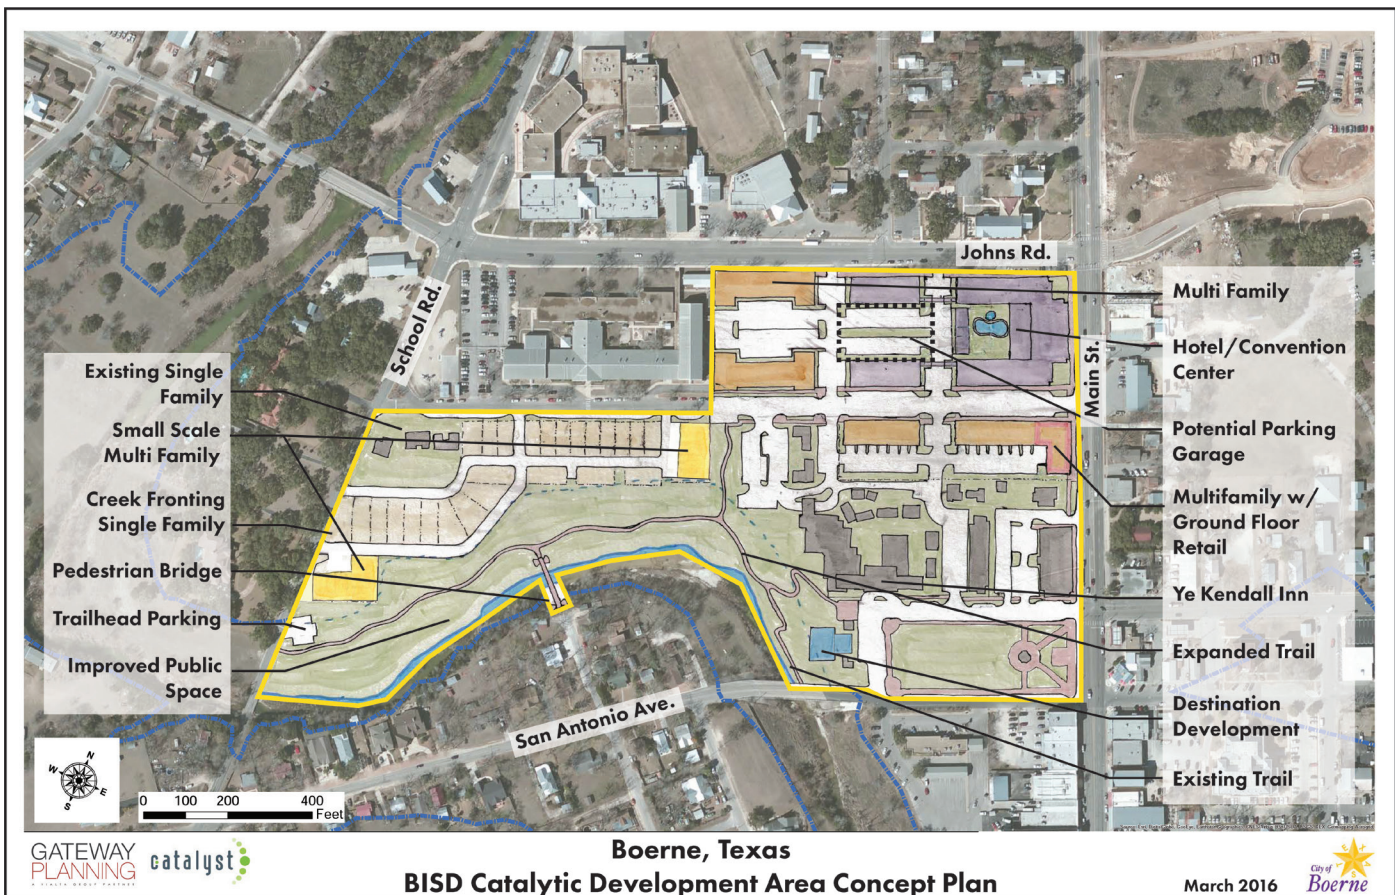 Johns Rd.
School Rd.
Main St.
San Antonio Ave.
Existing Single
Family
Small Scale
Multi Family
Creek Fronting
Single Family
Pedestrian Bridge
Trailhead Parking
Improved Public
Space
Multi Family
Hotel/Convention
Center
Potential Parking
Garage
Multifamily w/
Ground Floor
Retail
Ye Kendall Inn
Expanded Trail
Destination
Development
Existing Trail
N
W
E
S
0 100 200 400
Feet
GATEWAY
PLANNING
A VIALTA GROUP PARTNER
catalyst
Boerne, Texas
BISD Catalytic Development Area Concept Plan
March 2016
City of
Boerne